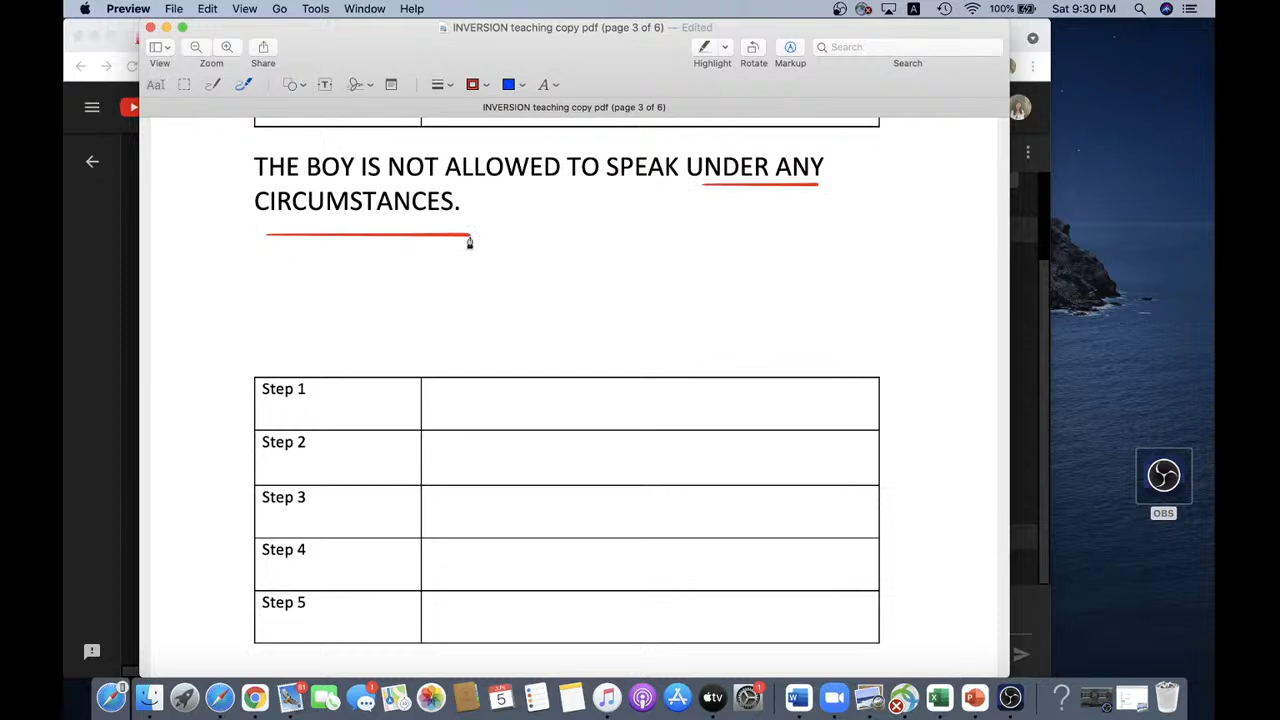 Preview File Edit View Go Tools Window Help 100% Sat 9:30 PM
INVERSION teaching copy pdf (page 3 of 6) — Edited
Search
View Zoom Share Highlight Rotate Markup Search
INVERSION teaching copy pdf (page 3 of 6)
THE BOY IS NOT ALLOWED TO SPEAK UNDER ANY
CIRCUMSTANCES.
Step 1
Step 2
Step 3
Step 4
Step 5
OBS